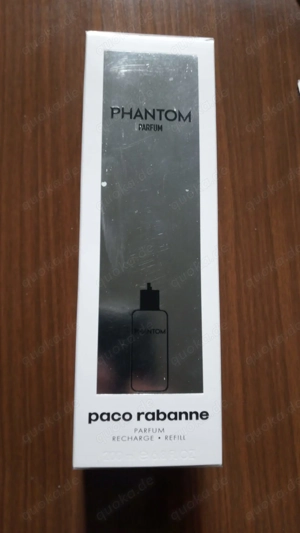 PHANTOM
PARFUM
PHANTOM
paco rabanne
PARFUM
RECHARGE • REFILL